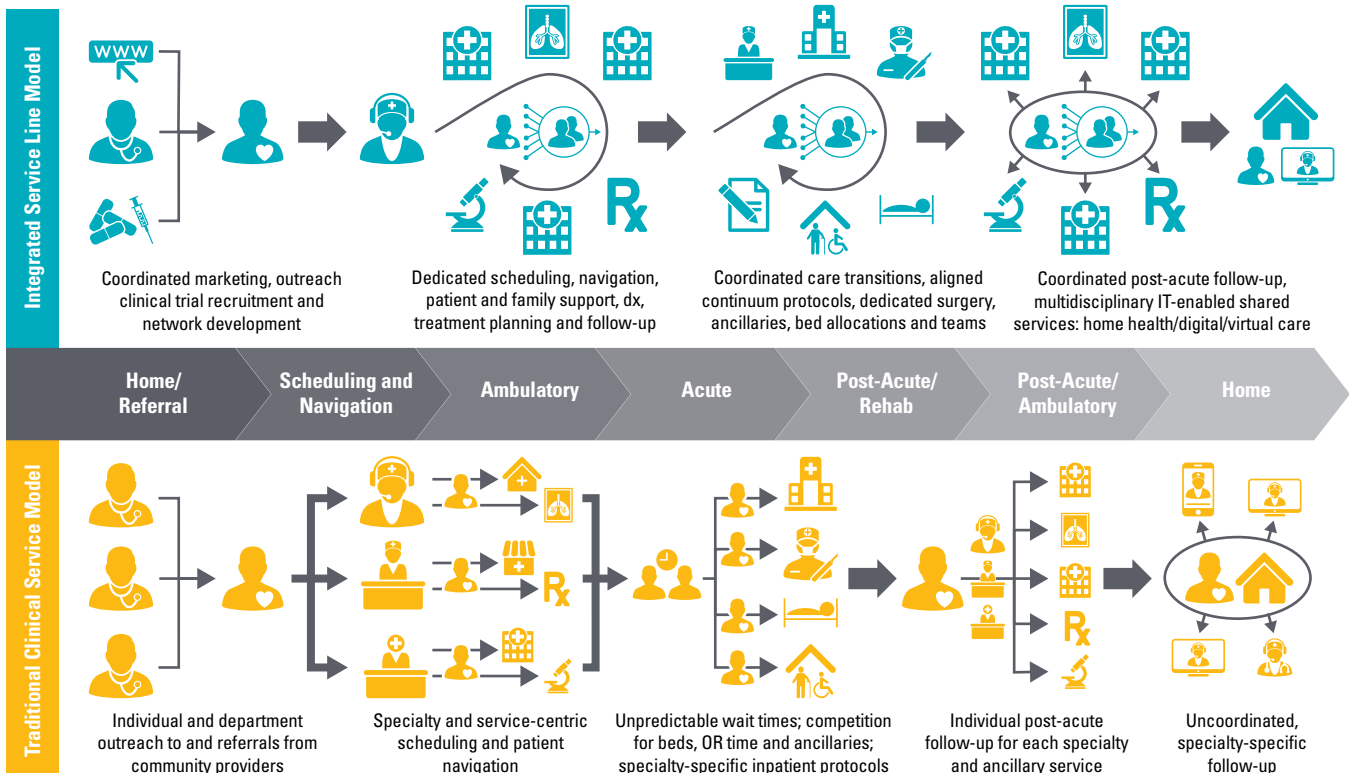 Integrated Service Line Model
WWW
Rx
Rx
Coordinated marketing, outreach
clinical trial recruitment and
network development
Dedicated scheduling, navigation,
patient and family support, dx,
treatment planning and follow-up
Coordinated care transitions, aligned
continuum protocols, dedicated surgery,
ancillaries, bed allocations and teams
Coordinated post-acute follow-up,
multidisciplinary IT-enabled shared
services: home health/digital/virtual care
Home/
Referral
Scheduling and
Navigation
Ambulatory
Acute
Post-Acute/
Rehab
Post-Acute/
Ambulatory
Home
Traditional Clinical Service Model
Rx
Rx
Individual and department
outreach to and referrals from
community providers
Specialty and service-centric
scheduling and patient
navigation
Unpredictable wait times; competition
for beds, OR time and ancillaries;
specialty-specific inpatient protocols
Individual post-acute
follow-up for each specialty
and ancillary service
Uncoordinated,
specialty-specific
follow-up